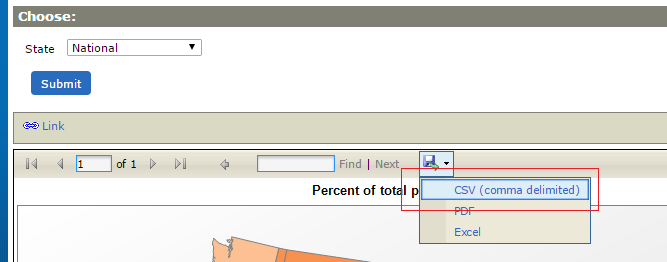 Choose:
State National
Submit
Link
1 of 1 Find | Next
Percent of total
CSV (comma delimited)
PDF
Excel